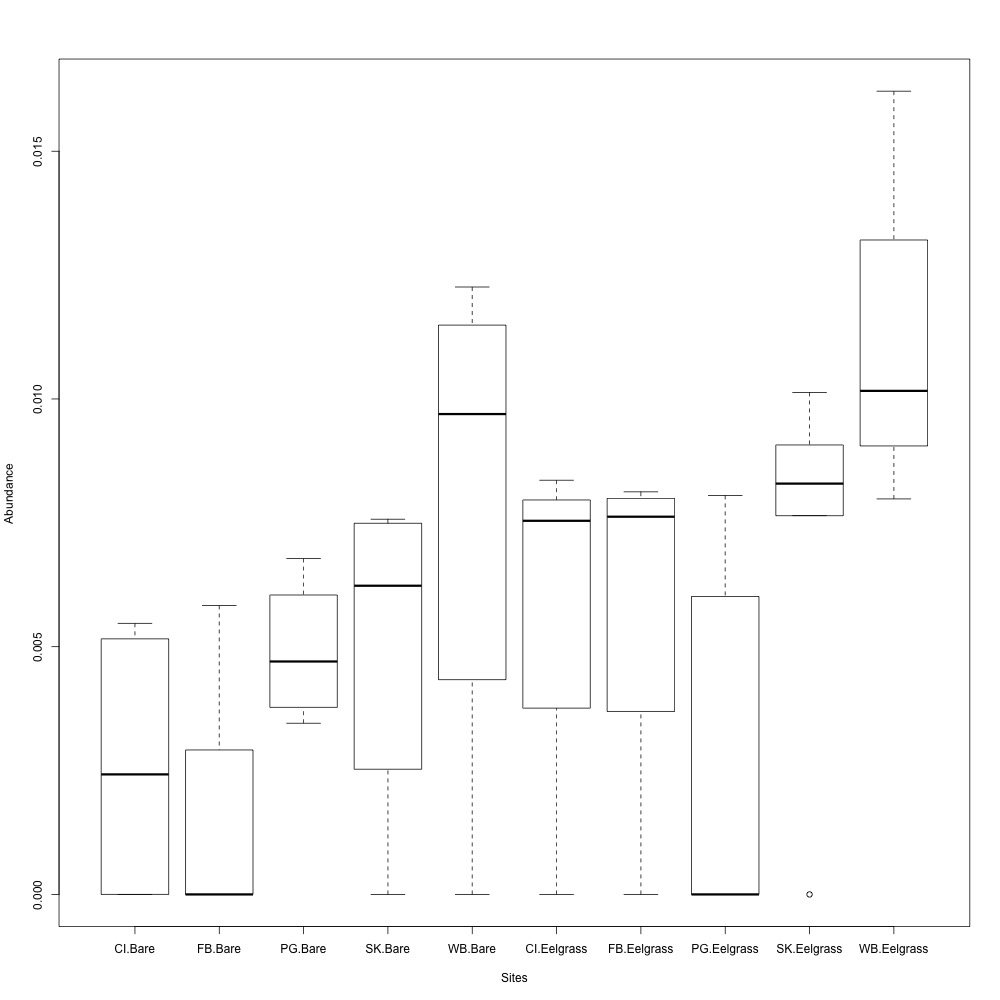 Abundance
0.015
0.010
0.005
0.000
CI.Bare FB.Bare PG.Bare SK.Bare WB.Bare CI.Eelgrass FB.Eelgrass PG.Eelgrass SK.Eelgrass WB.Eelgrass
Sites